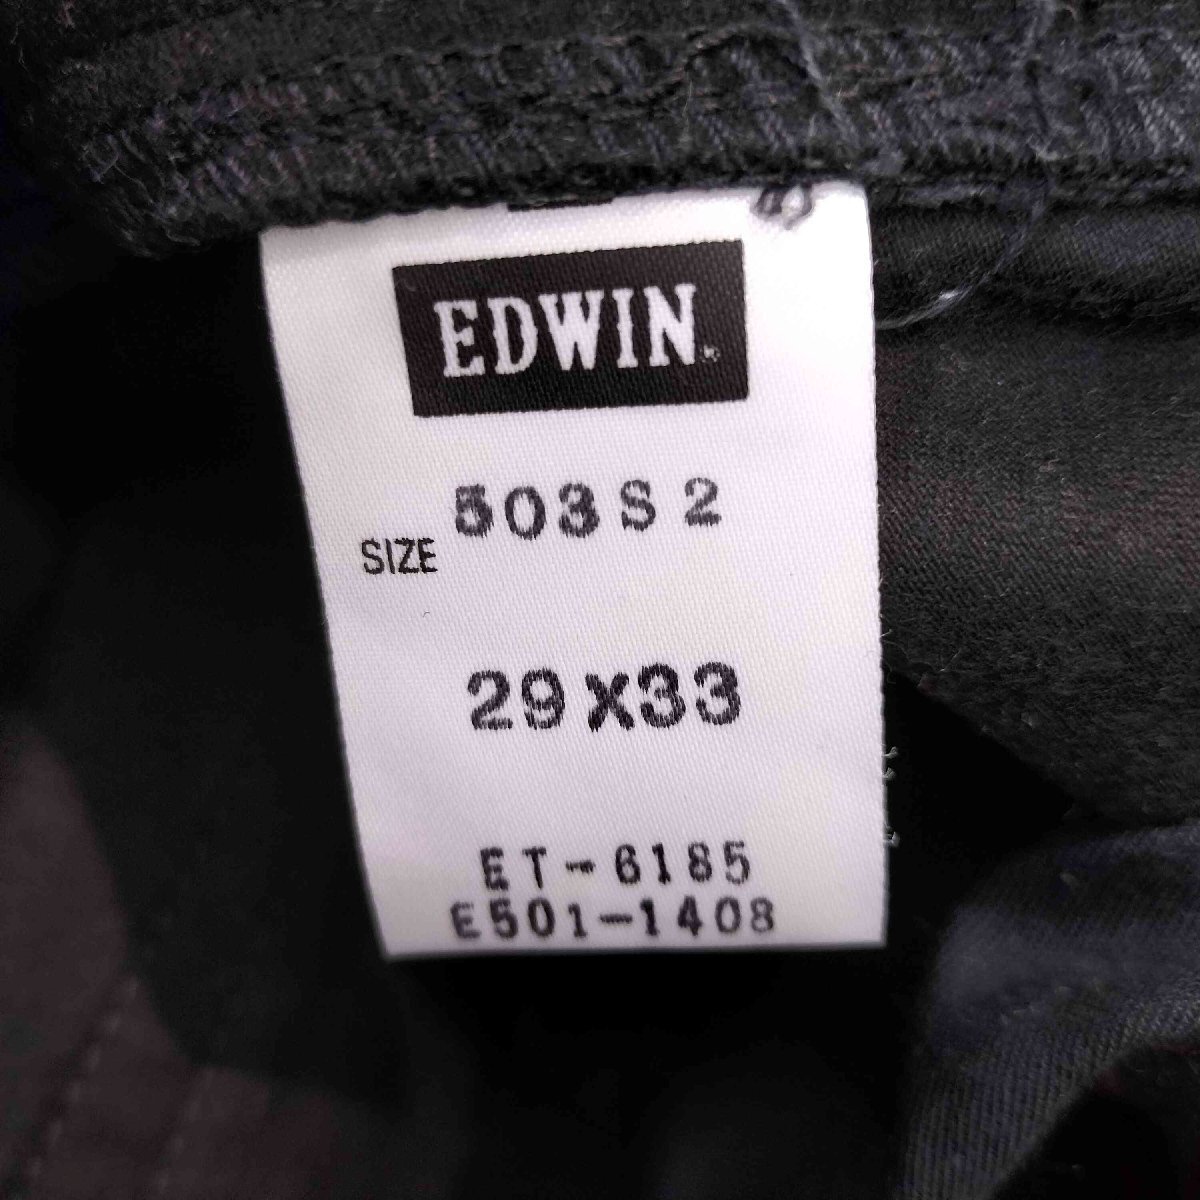 EDWIN
503S2
SIZE
29X33
ET-6185
E501-1408